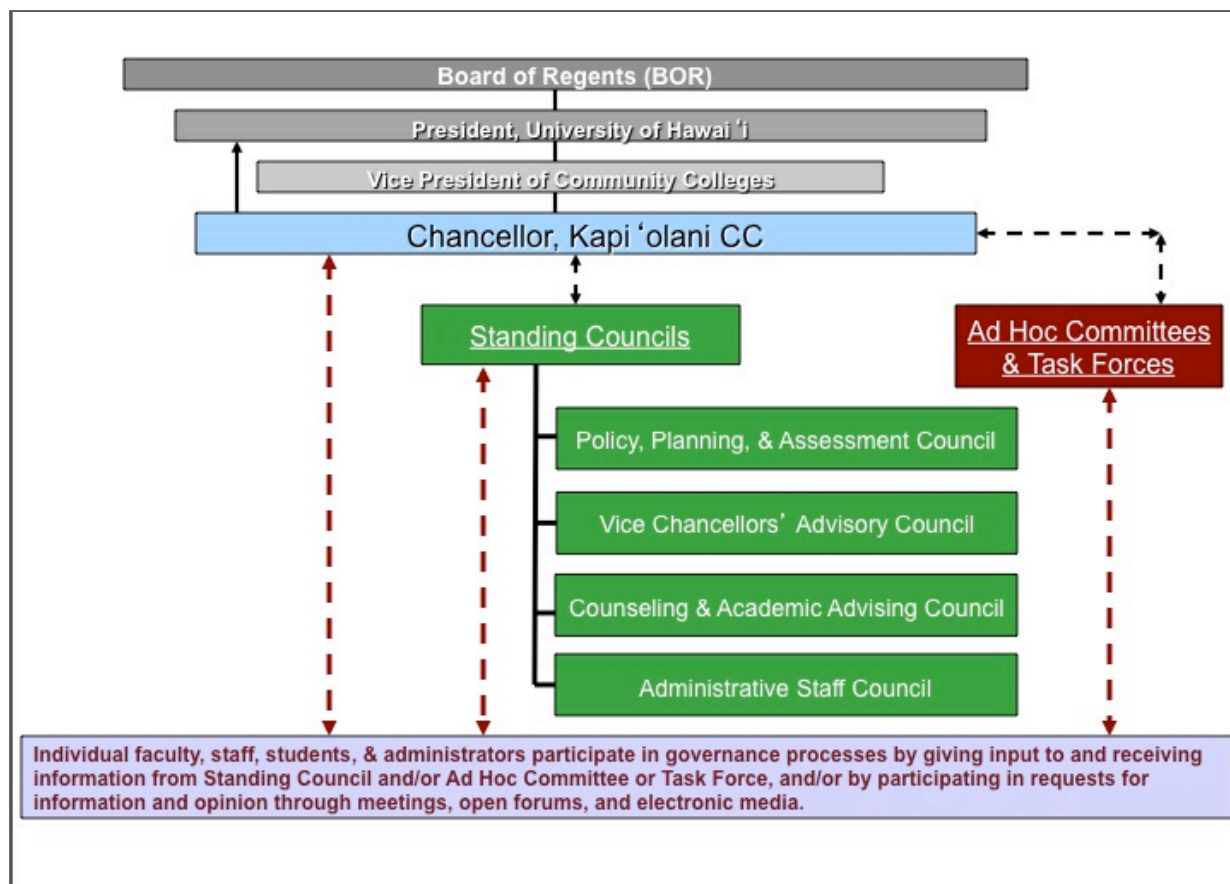 Board of Regents (BOR)
President, University of Hawai ‘i
Vice President of Community Colleges
Chancellor, Kapi ‘olani CC
Standing Councils
Ad Hoc Committees
& Task Forces
Policy, Planning, & Assessment Council
Vice Chancellors’ Advisory Council
Counseling & Academic Advising Council
Administrative Staff Council
Individual faculty, staff, students, & administrators participate in governance processes by giving input to and receiving
information from Standing Council and/or Ad Hoc Committee or Task Force, and/or by participating in requests for
information and opinion through meetings, open forums, and electronic media.